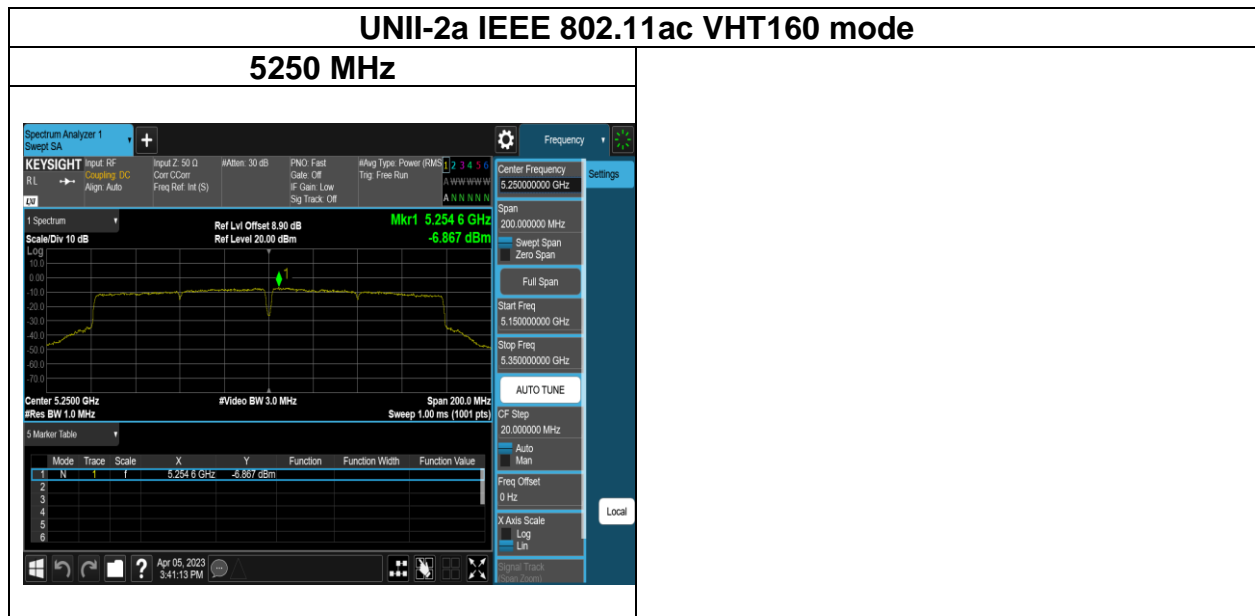 UNII-2a IEEE 802.11ac VHT160 mode
5250 MHz
Spectrum Analyzer 1
Swept SA
Frequency
KEYSIGHT
RL
LXI
Input: RF
Coupling: DC
Align: Auto
Input Z: 50 Ω
Corr CCorr
Freq Ref: Int (S)
#Atten: 30 dB
PNO: Fast
Gate: Off
IF Gain: Low
Sig Track: Off
#Avg Type: Power (RMS
Trig: Free Run
1 2 3 4 5 6
A W W W W W
A N N N N N
1 Spectrum
Scale/Div 10 dB
Ref Lvl Offset 8.90 dB
Ref Level 20.00 dBm
Mkr1 5.254 6 GHz
-6.867 dBm
Log
10.0
0.00
-10.0
-20.0
-30.0
-40.0
-50.0
-60.0
-70.0
1
Center 5.2500 GHz
#Res BW 1.0 MHz
#Video BW 3.0 MHz
Span 200.0 MHz
Sweep 1.00 ms (1001 pts)
5 Marker Table
Mode Trace Scale X Y Function Function Width Function Value
1 N 1 f 5.254 6 GHz -6.867 dBm
2
3
4
5
6
Center Frequency
5.250000000 GHz
Settings
Span
200.000000 MHz
Swept Span
Zero Span
Full Span
Start Freq
5.150000000 GHz
Stop Freq
5.350000000 GHz
AUTO TUNE
CF Step
20.000000 MHz
Auto
Man
Freq Offset
0 Hz
X Axis Scale
Log
Lin
Signal Track
(Span Zoom)
Local
Apr 05, 2023
3:41:13 PM